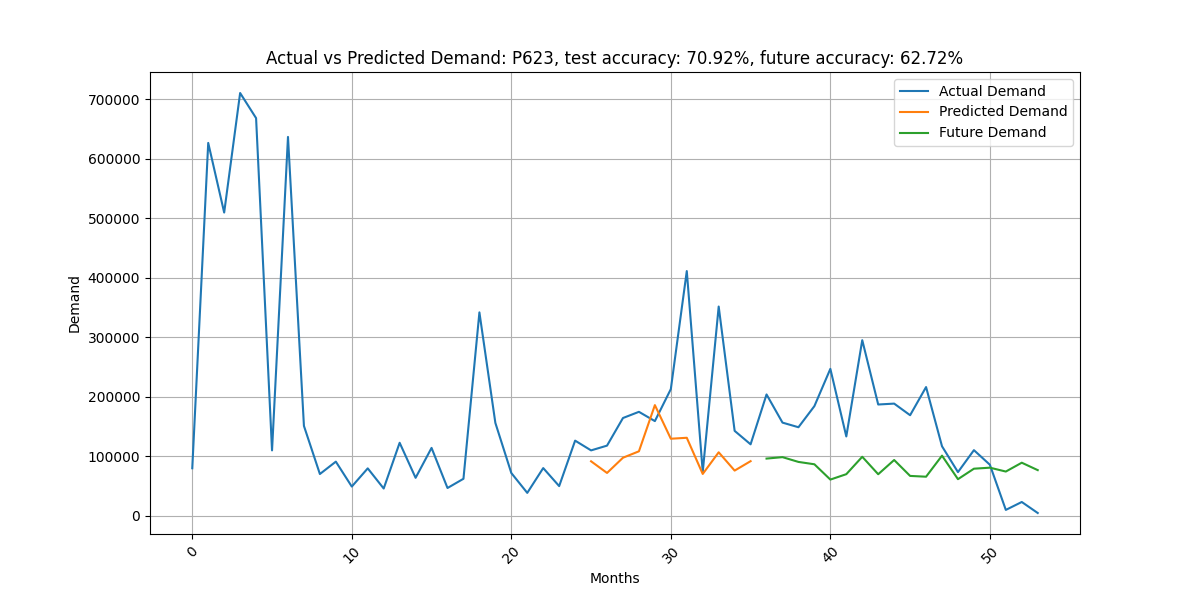 Actual vs Predicted Demand: P623, test accuracy: 70.92%, future accuracy: 62.72%
Actual Demand
Predicted Demand
Future Demand
700000
600000
500000
400000
300000
200000
100000
0
Demand
0
10
20
30
40
50
Months